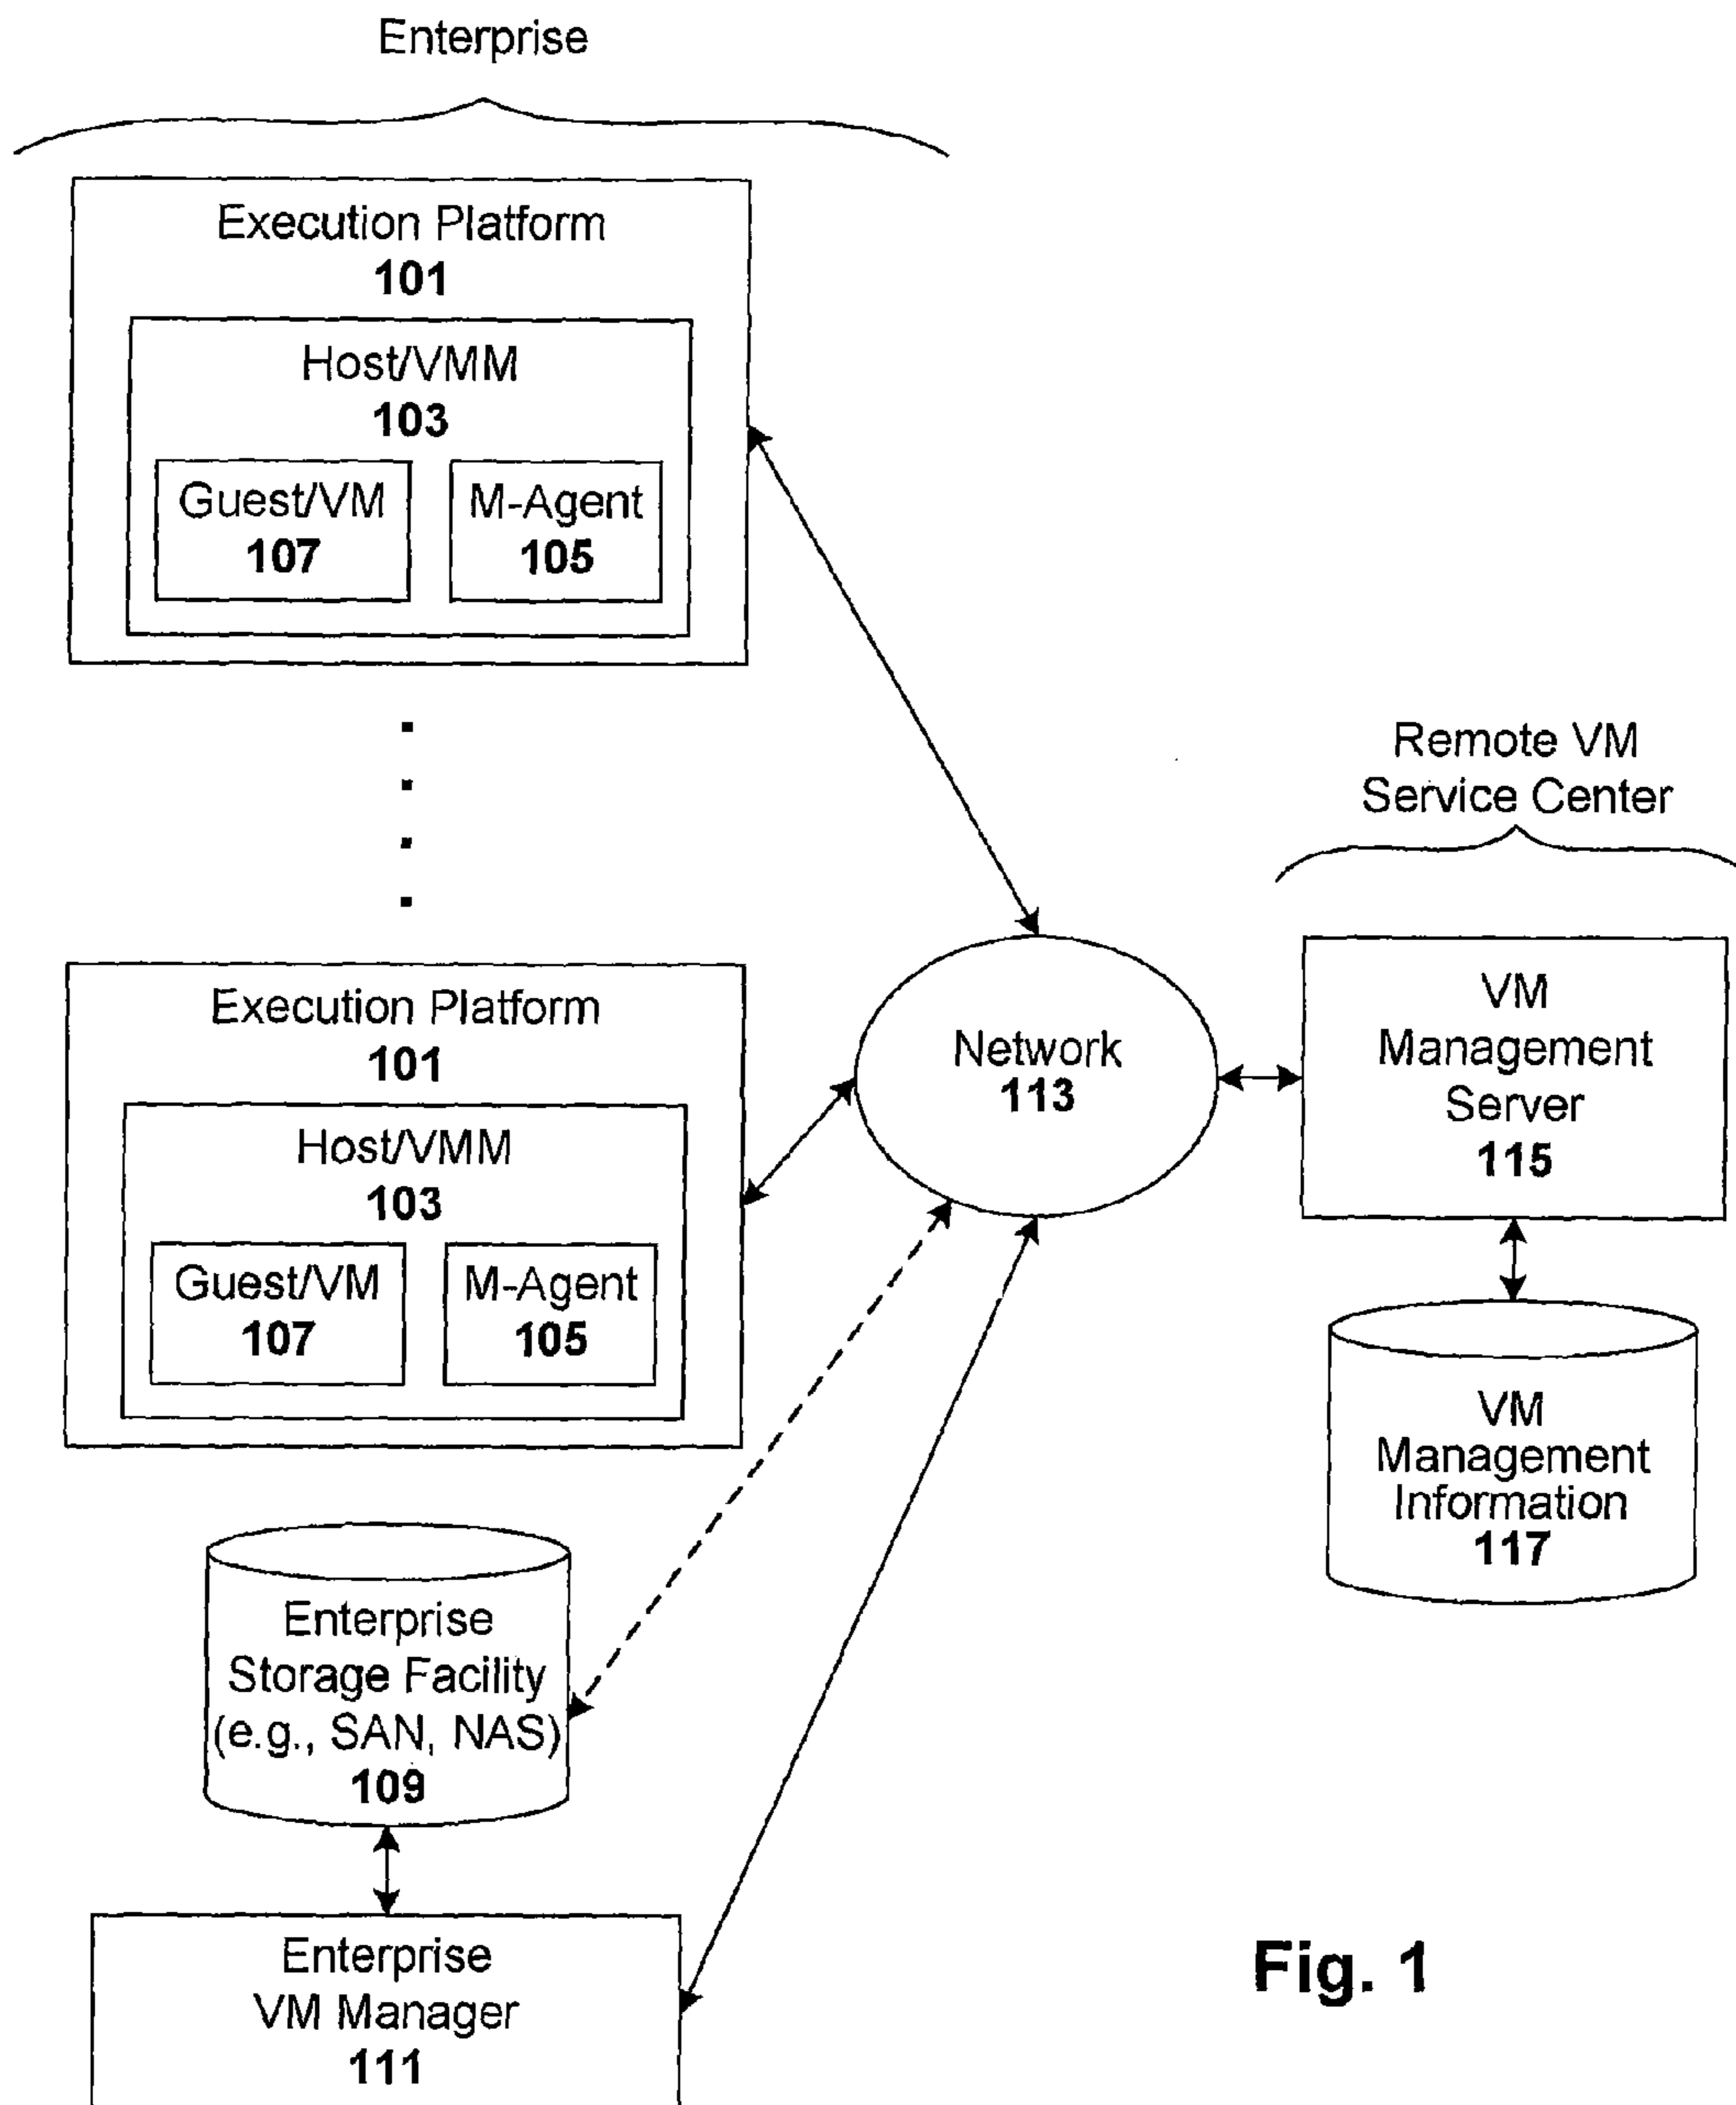 Enterprise
Execution Platform
101
Host/VMM
103
Guest/VM
107
M-Agent
105
Remote VM
Service Center
Execution Platform
101
Host/VMM
103
Guest/VM
107
M-Agent
105
Network
113
VM
Management
Server
115
VM
Management
Information
117
Enterprise
Storage Facility
(e.g., SAN, NAS)
109
Enterprise
VM Manager
111
Fig. 1